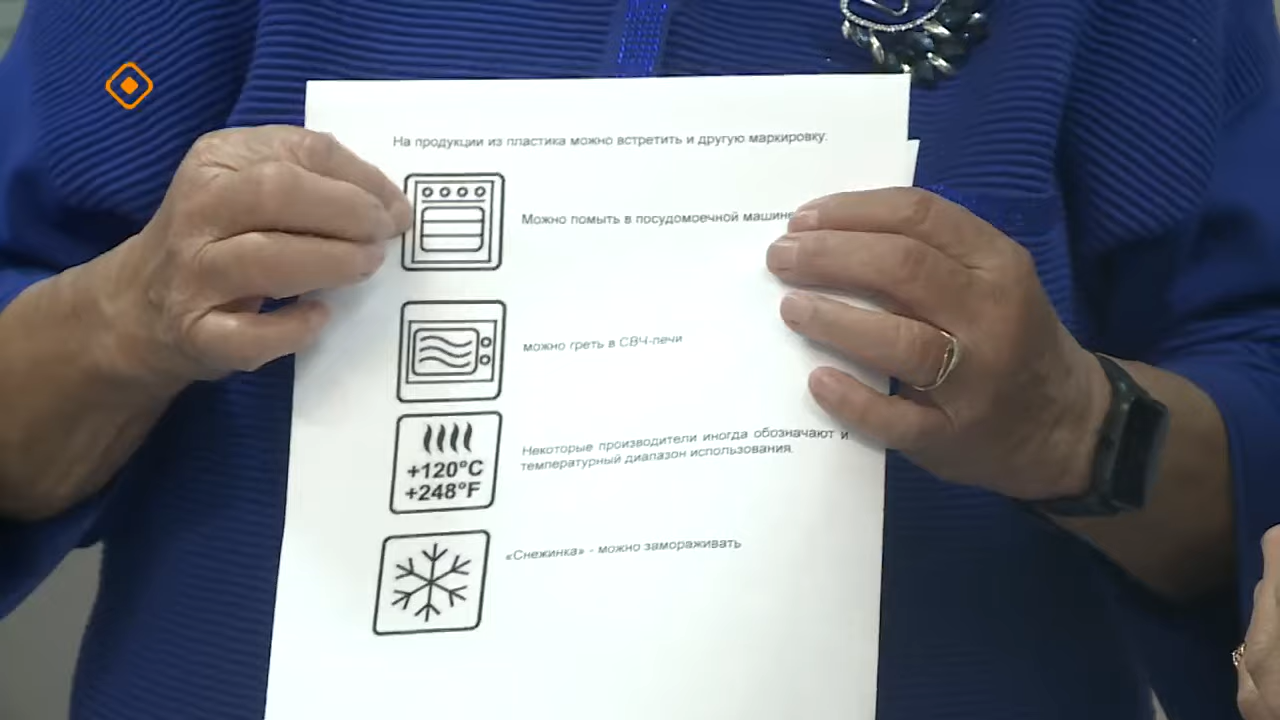 На продукции из пластика можно встретить и другую маркировку.
Можно помыть в посудомоечной машине
можно греть в СВЧ-печи
Некоторые производители иногда обозначают и
температурный диапазон использования.
+120°C
+248°F
«Снежинка» - можно замораживать